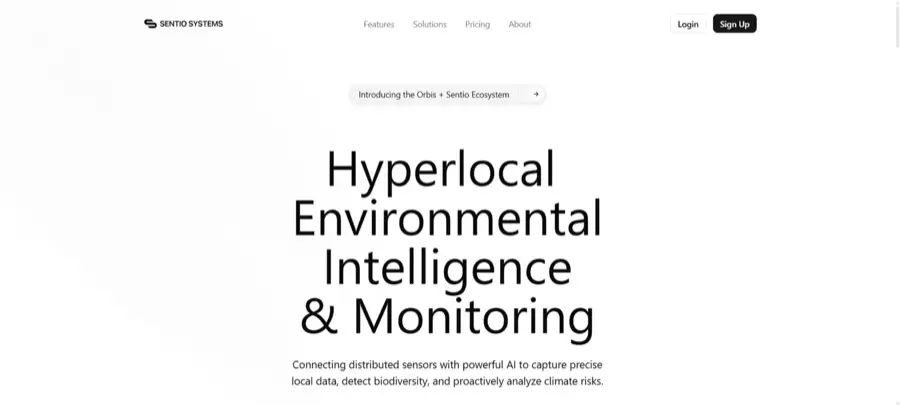 SENTIO SYSTEMS
Features
Solutions
Pricing
About
Login
Sign Up
Introducing the Orbis + Sentio Ecosystem →
Hyperlocal
Environmental
Intelligence
& Monitoring
Connecting distributed sensors with powerful AI to capture precise
local data, detect biodiversity, and proactively analyze climate risks.